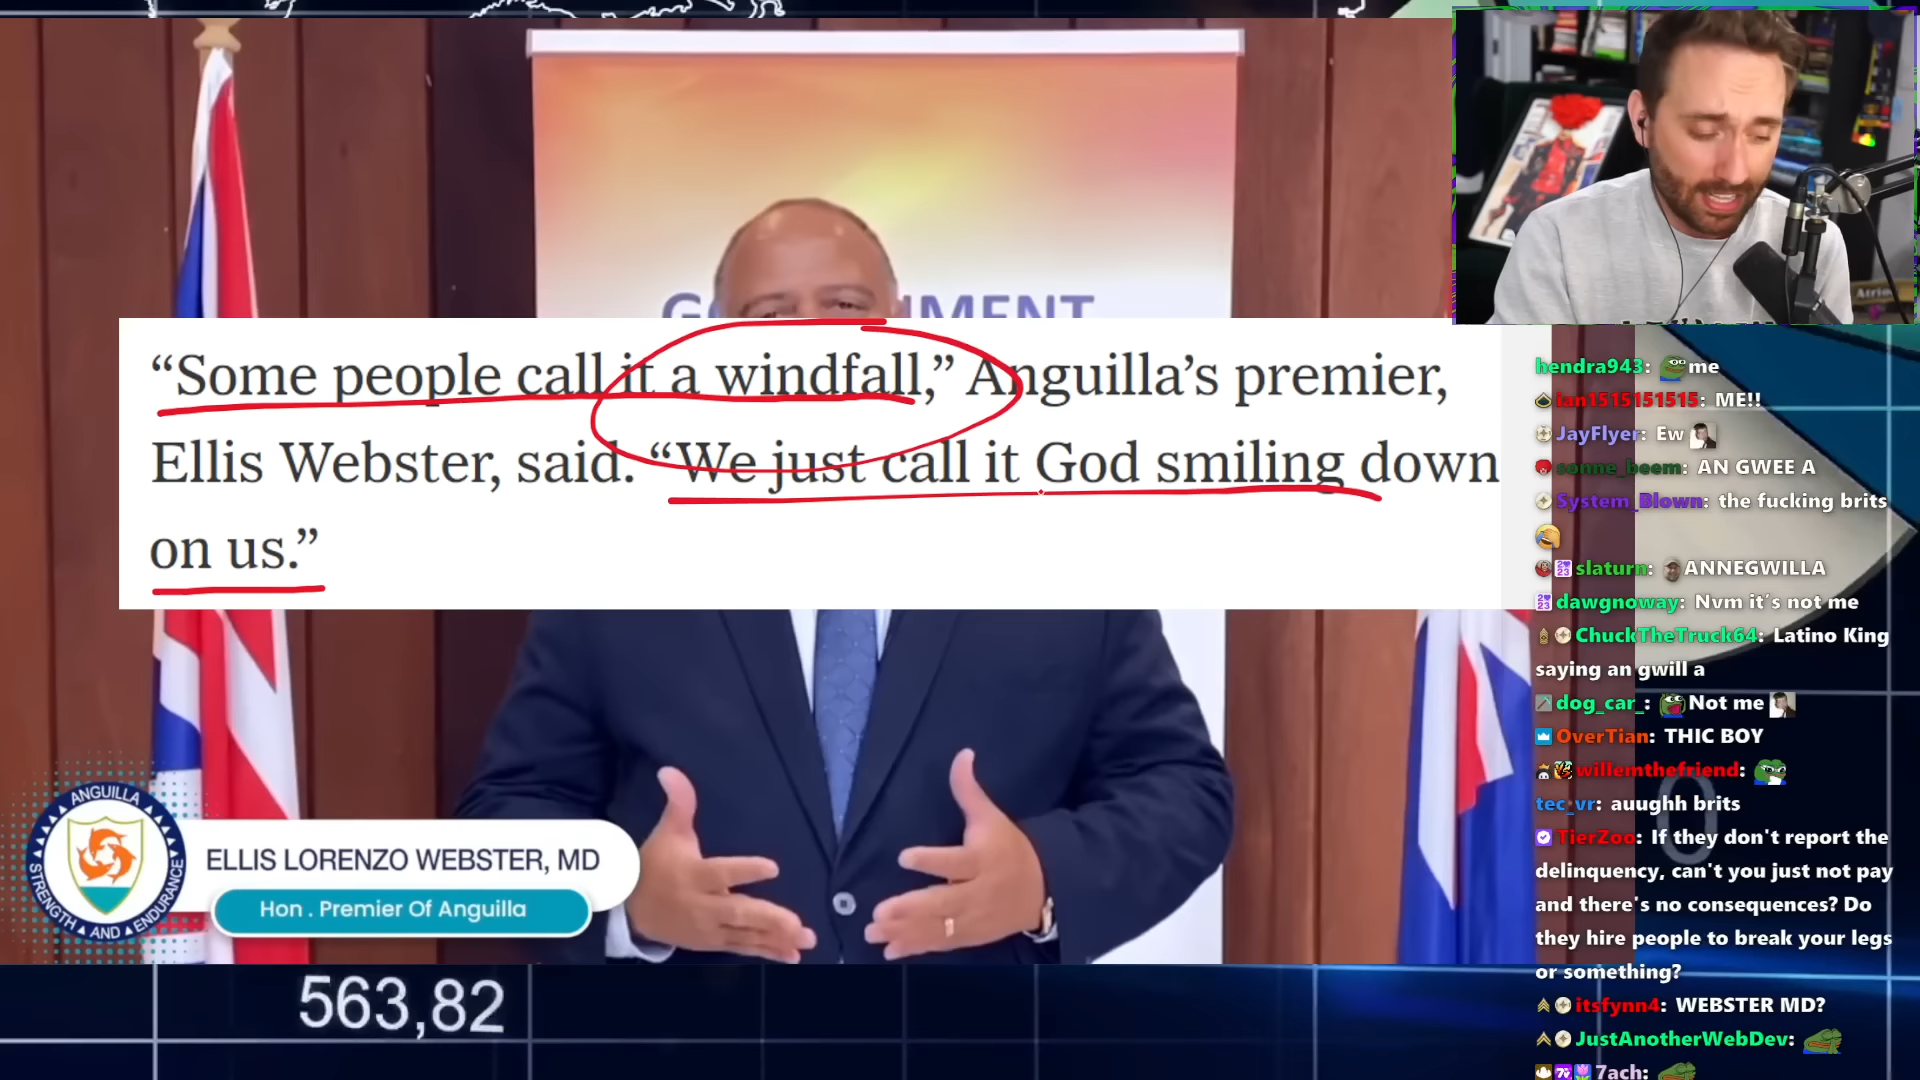 GO
NMENT
“Some people call it a windfall,” Anguilla’s premier,
Ellis Webster, said. “We just call it God smiling down
on us.”
ANGUILLA
STRENGTH AND ENDURANCE
ELLIS LORENZO WEBSTER, MD
Hon . Premier Of Anguilla
563,82
hendra943: me
ian1515151515: ME!!
JayFlyer: Ew
sonne_beem: AN GWEE A
System_Blown: the fucking brits
slaturn: ANNEGWILLA
dawgnoway: Nvm it's not me
ChuckTheTruck64: Latino King
saying an gwill a
dog_car_: Not me
OverTian: THIC BOY
willemthefriend:
tec_vr: auughh brits
TierZoo: If they don't report the
delinquency, can't you just not pay
and there's no consequences? Do
they hire people to break your legs
or something?
itsfynn4: WEBSTER MD?
JustAnotherWebDev:
7ach: